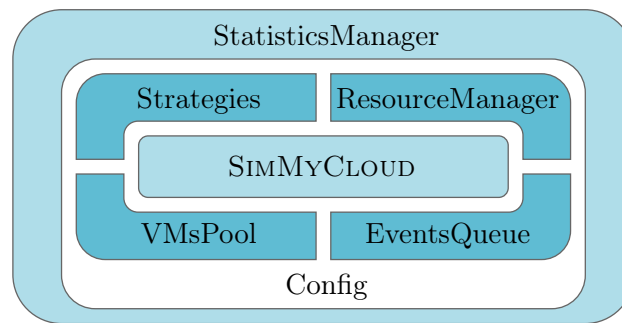 StatisticsManager
Strategies
ResourceManager
SIMMYCLOUD
VMsPool
EventsQueue
Config